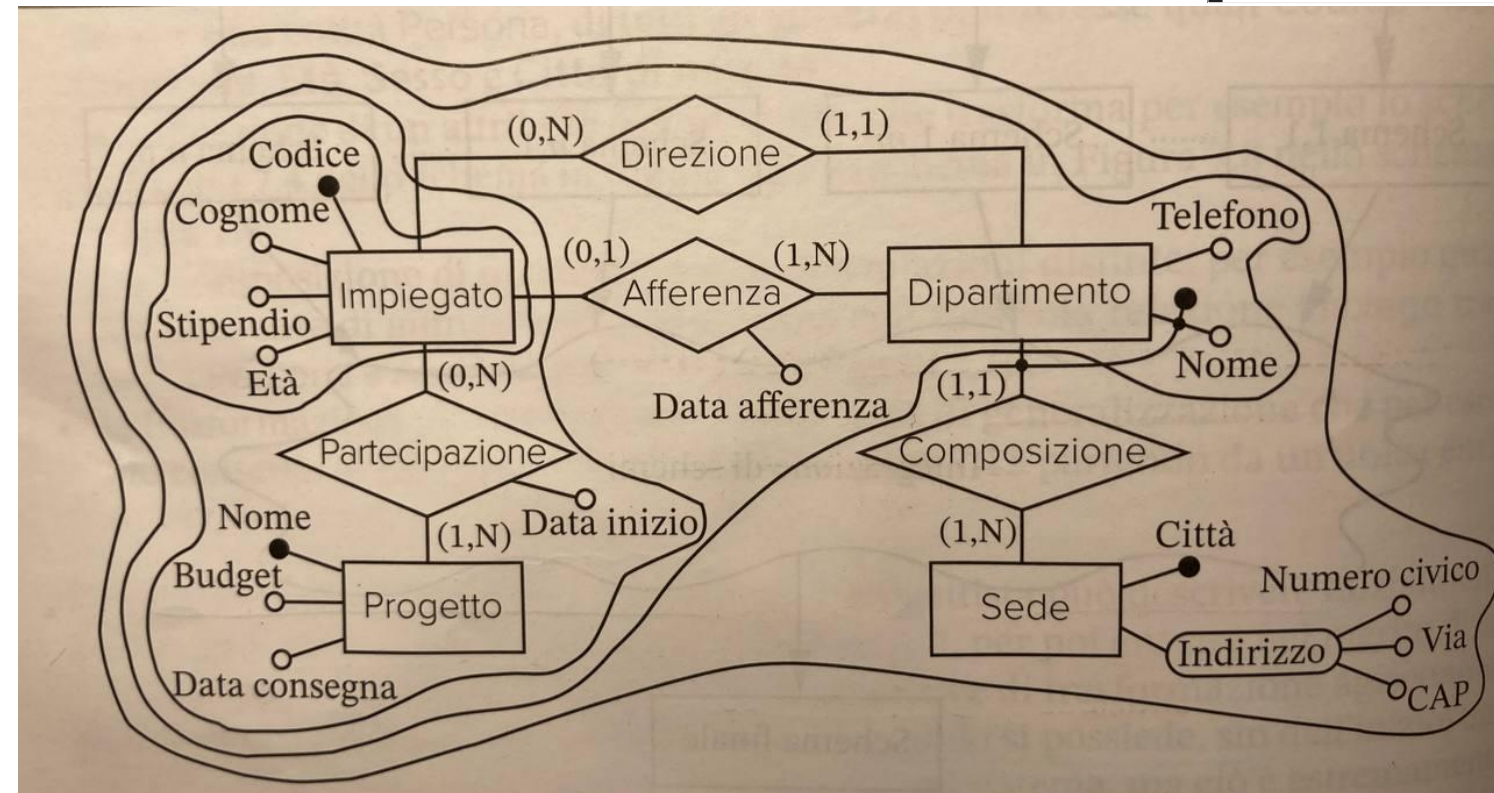 (0,N)
(1,1)
Direzione
Codice
Cognome
Telefono
(0,1)
(1,N)
Impiegato
Afferenza
Dipartimento
Stipendio
Età
Nome
(0,N)
Data afferenza
(1,1)
Partecipazione
Composizione
Nome
(1,N)
Data inizio
(1,N)
Città
Budget
Numero civico
Progetto
Sede
Indirizzo
Via
Data consegna
CAP